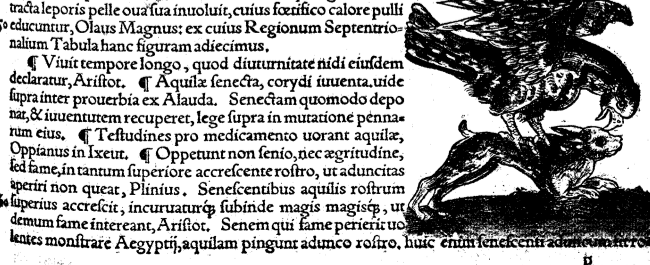 tracta leporis pelle oua sua inuoluit, cuius fœtifico calore pulli
educuntur, Olaus Magnus: ex cuius Regionum Septentrio-
nalium Tabula hanc figuram adiecimus.
¶ Viuit tempore longo, quod diuturnitate nidi eiusdem
declaratur, Aristot. ¶ Aquilæ senecta, corydi iuuenta. uide
supra inter prouerbia ex Alauda. Senectam quomodo depo
nat, & iuuentutem recuperet, lege supra in mutatione penna-
rum eius. ¶ Testudines pro medicamento uorant aquilæ,
Oppianus in Ixeut. ¶ Oppetunt non senio, nec ægritudine,
sed fame, in tantum superiore accrescente rostro, ut aduncitas
aperiri non queat, Plinius. Senescentibus aquilis rostrum
superius accrescit, incuruaturq́; subinde magis magisq́;, ut
demum fame intereant, Aristot. Senem qui fame perierit uo
lentes monstrare Aegyptij, aquilam pingunt adunco rostro. huic enim senescenti aduncum fit ro